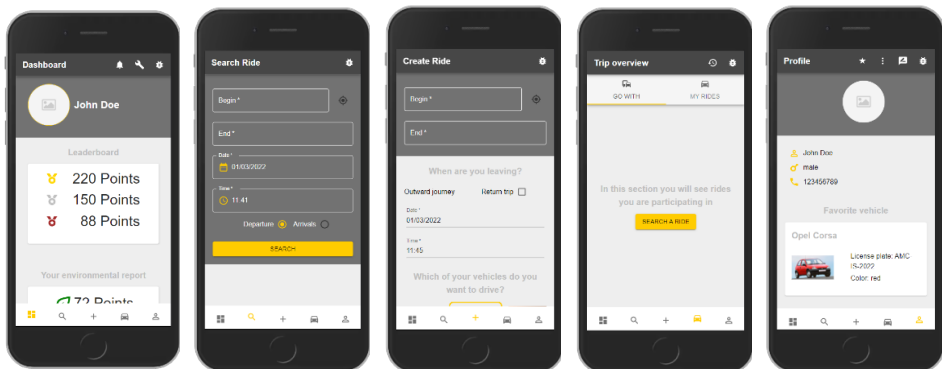 Dashboard
John Doe
Leaderboard
220 Points
150 Points
88 Points
Your environmental report
72 Points
Search Ride
Begin *
End *
Date *
01/03/2022
Time *
11:41
Departure Arrivals
SEARCH
Create Ride
Begin *
End *
When are you leaving?
Outward journey Return trip
Date *
01/03/2022
Time *
11:45
Which of your vehicles do you
want to drive?
Trip overview
GO WITH MY RIDES
In this section you will see rides
you are participating in
SEARCH A RIDE
Profile
John Doe
male
123456789
Favorite vehicle
Opel Corsa
License plate: AMC
IS-2022
Color: red